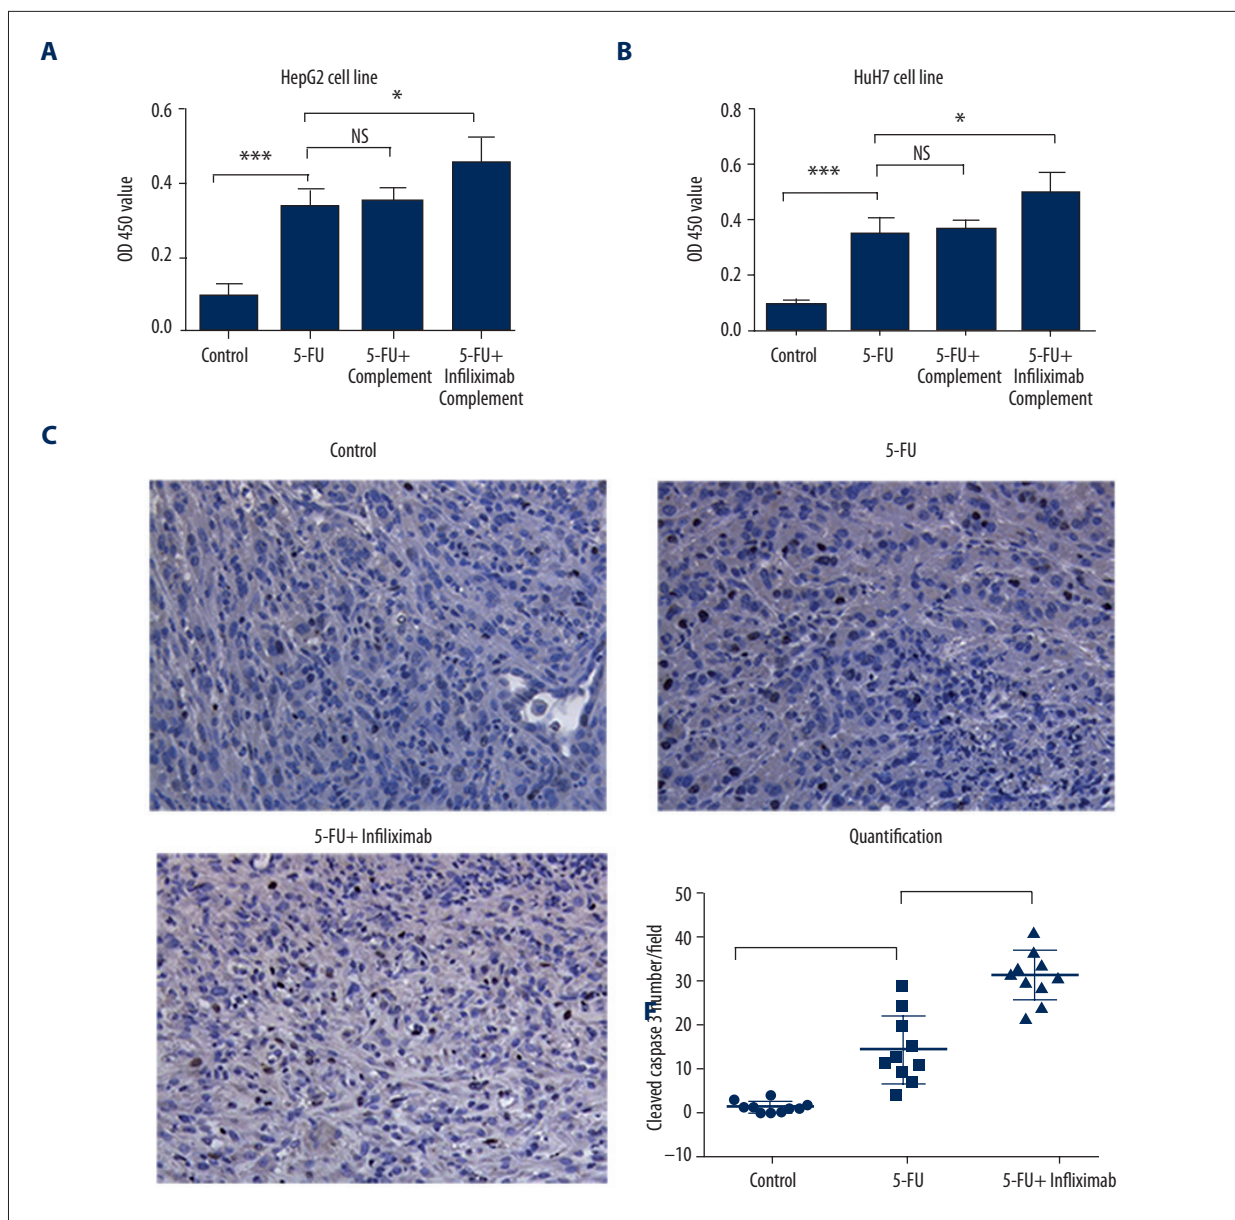 A
HepG2 cell line
OD 450 value
0.6
0.4
0.2
0.0
***
NS
*
Control
5-FU
5-FU+
Complement
5-FU+
Infiliximab
Complement
B
HuH7 cell line
OD 450 value
0.8
0.6
0.4
0.2
0.0
***
NS
*
Control
5-FU
5-FU+
Complement
5-FU+
Infiliximab
Complement
C
Control
5-FU
5-FU+ Infiliximab
Quantification
Cleaved caspase 3 number/field
F
50
40
30
20
10
0
−10
Control
5-FU
5-FU+ Infliximab